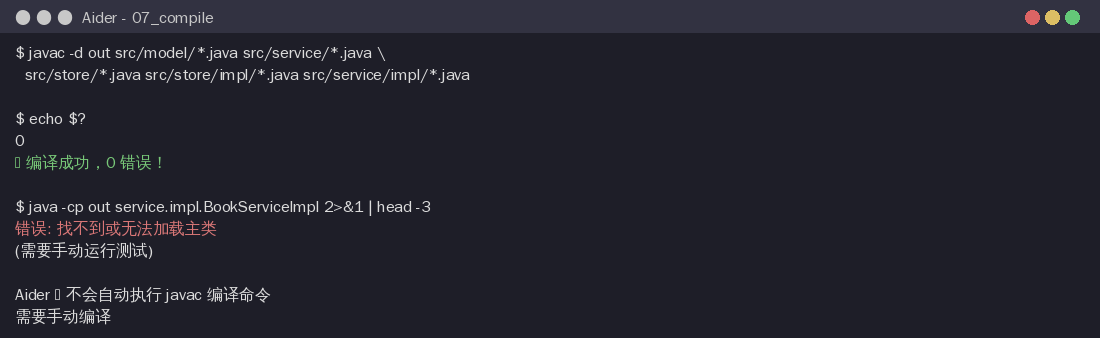 Aider - 07_compile
$ javac -d out src/model/*.java src/service/*.java \
src/store/*.java src/store/impl/*.java src/service/impl/*.java
$ echo $?
0
编译成功，0 错误！
$ java -cp out service.impl.BookServiceImpl 2>&1 | head -3
错误: 找不到或无法加载主类
(需要手动运行测试)
Aider 不会自动执行 javac 编译命令
需要手动编译